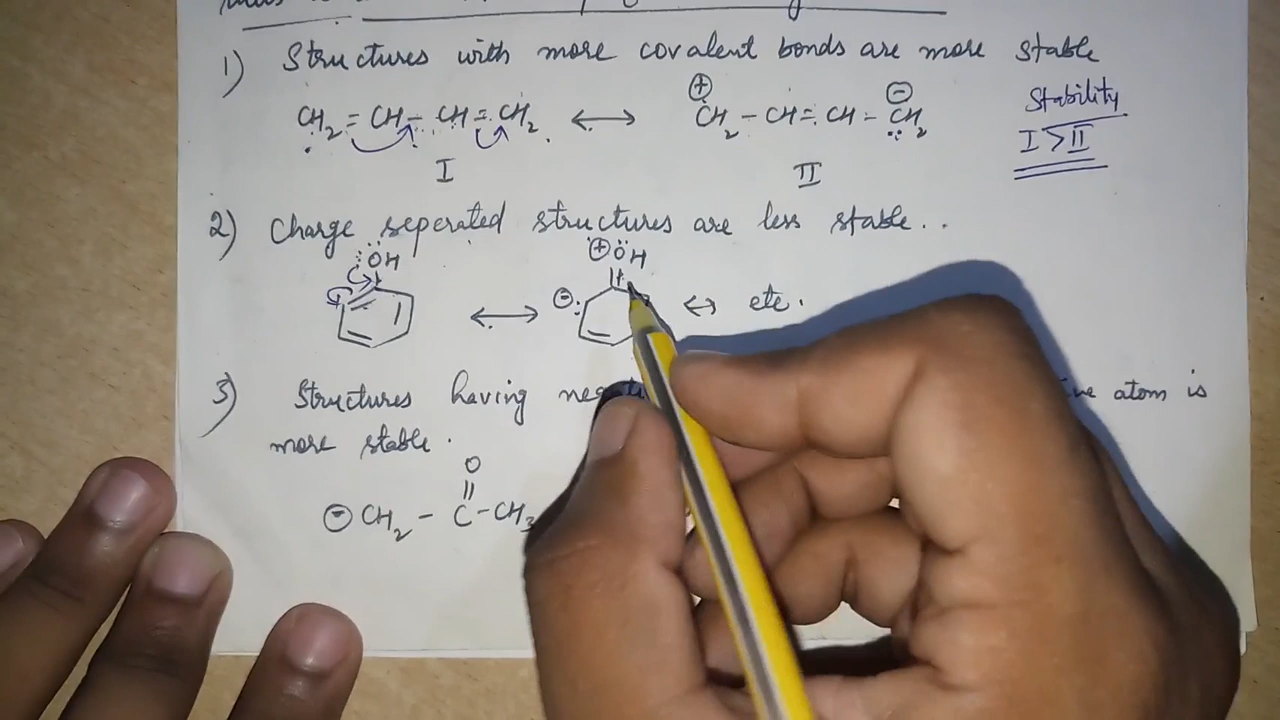 1) Structures with more covalent bonds are more stable
CH2 = CH - CH = CH2 ↔ ⊕CH2 - CH = CH - CH2⊖ Stability
I II I > II
2) Charge seperated structures are less stable..
OH ⊕ OH
↔ ⊖ ↔ etc.
3) Structures having atom is
more stable.
O
⊖ CH2 - C - CH3